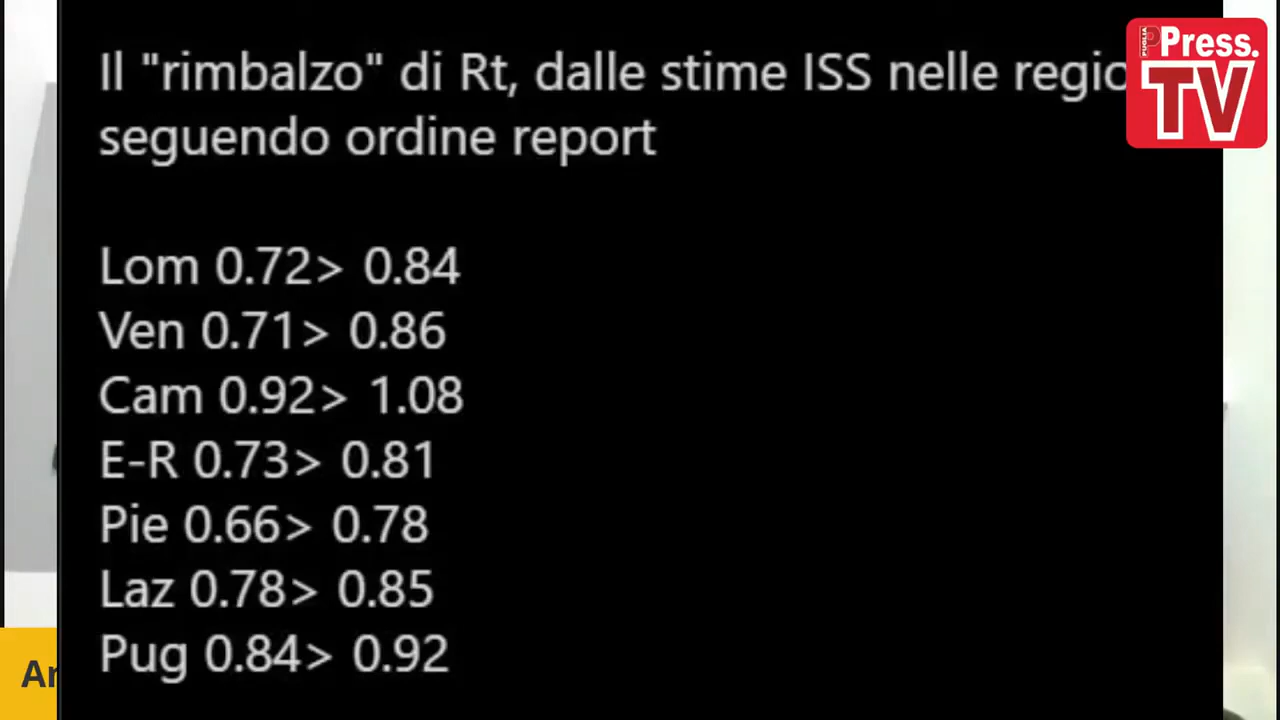 Il "rimbalzo" di Rt, dalle stime ISS nelle
seguendo ordine report
Lom 0.72> 0.84
Ven 0.71> 0.86
Cam 0.92> 1.08
E-R 0.73> 0.81
Pie 0.66> 0.78
Laz 0.78> 0.85
Pug 0.84> 0.92
PUGLIA
Press.
TV